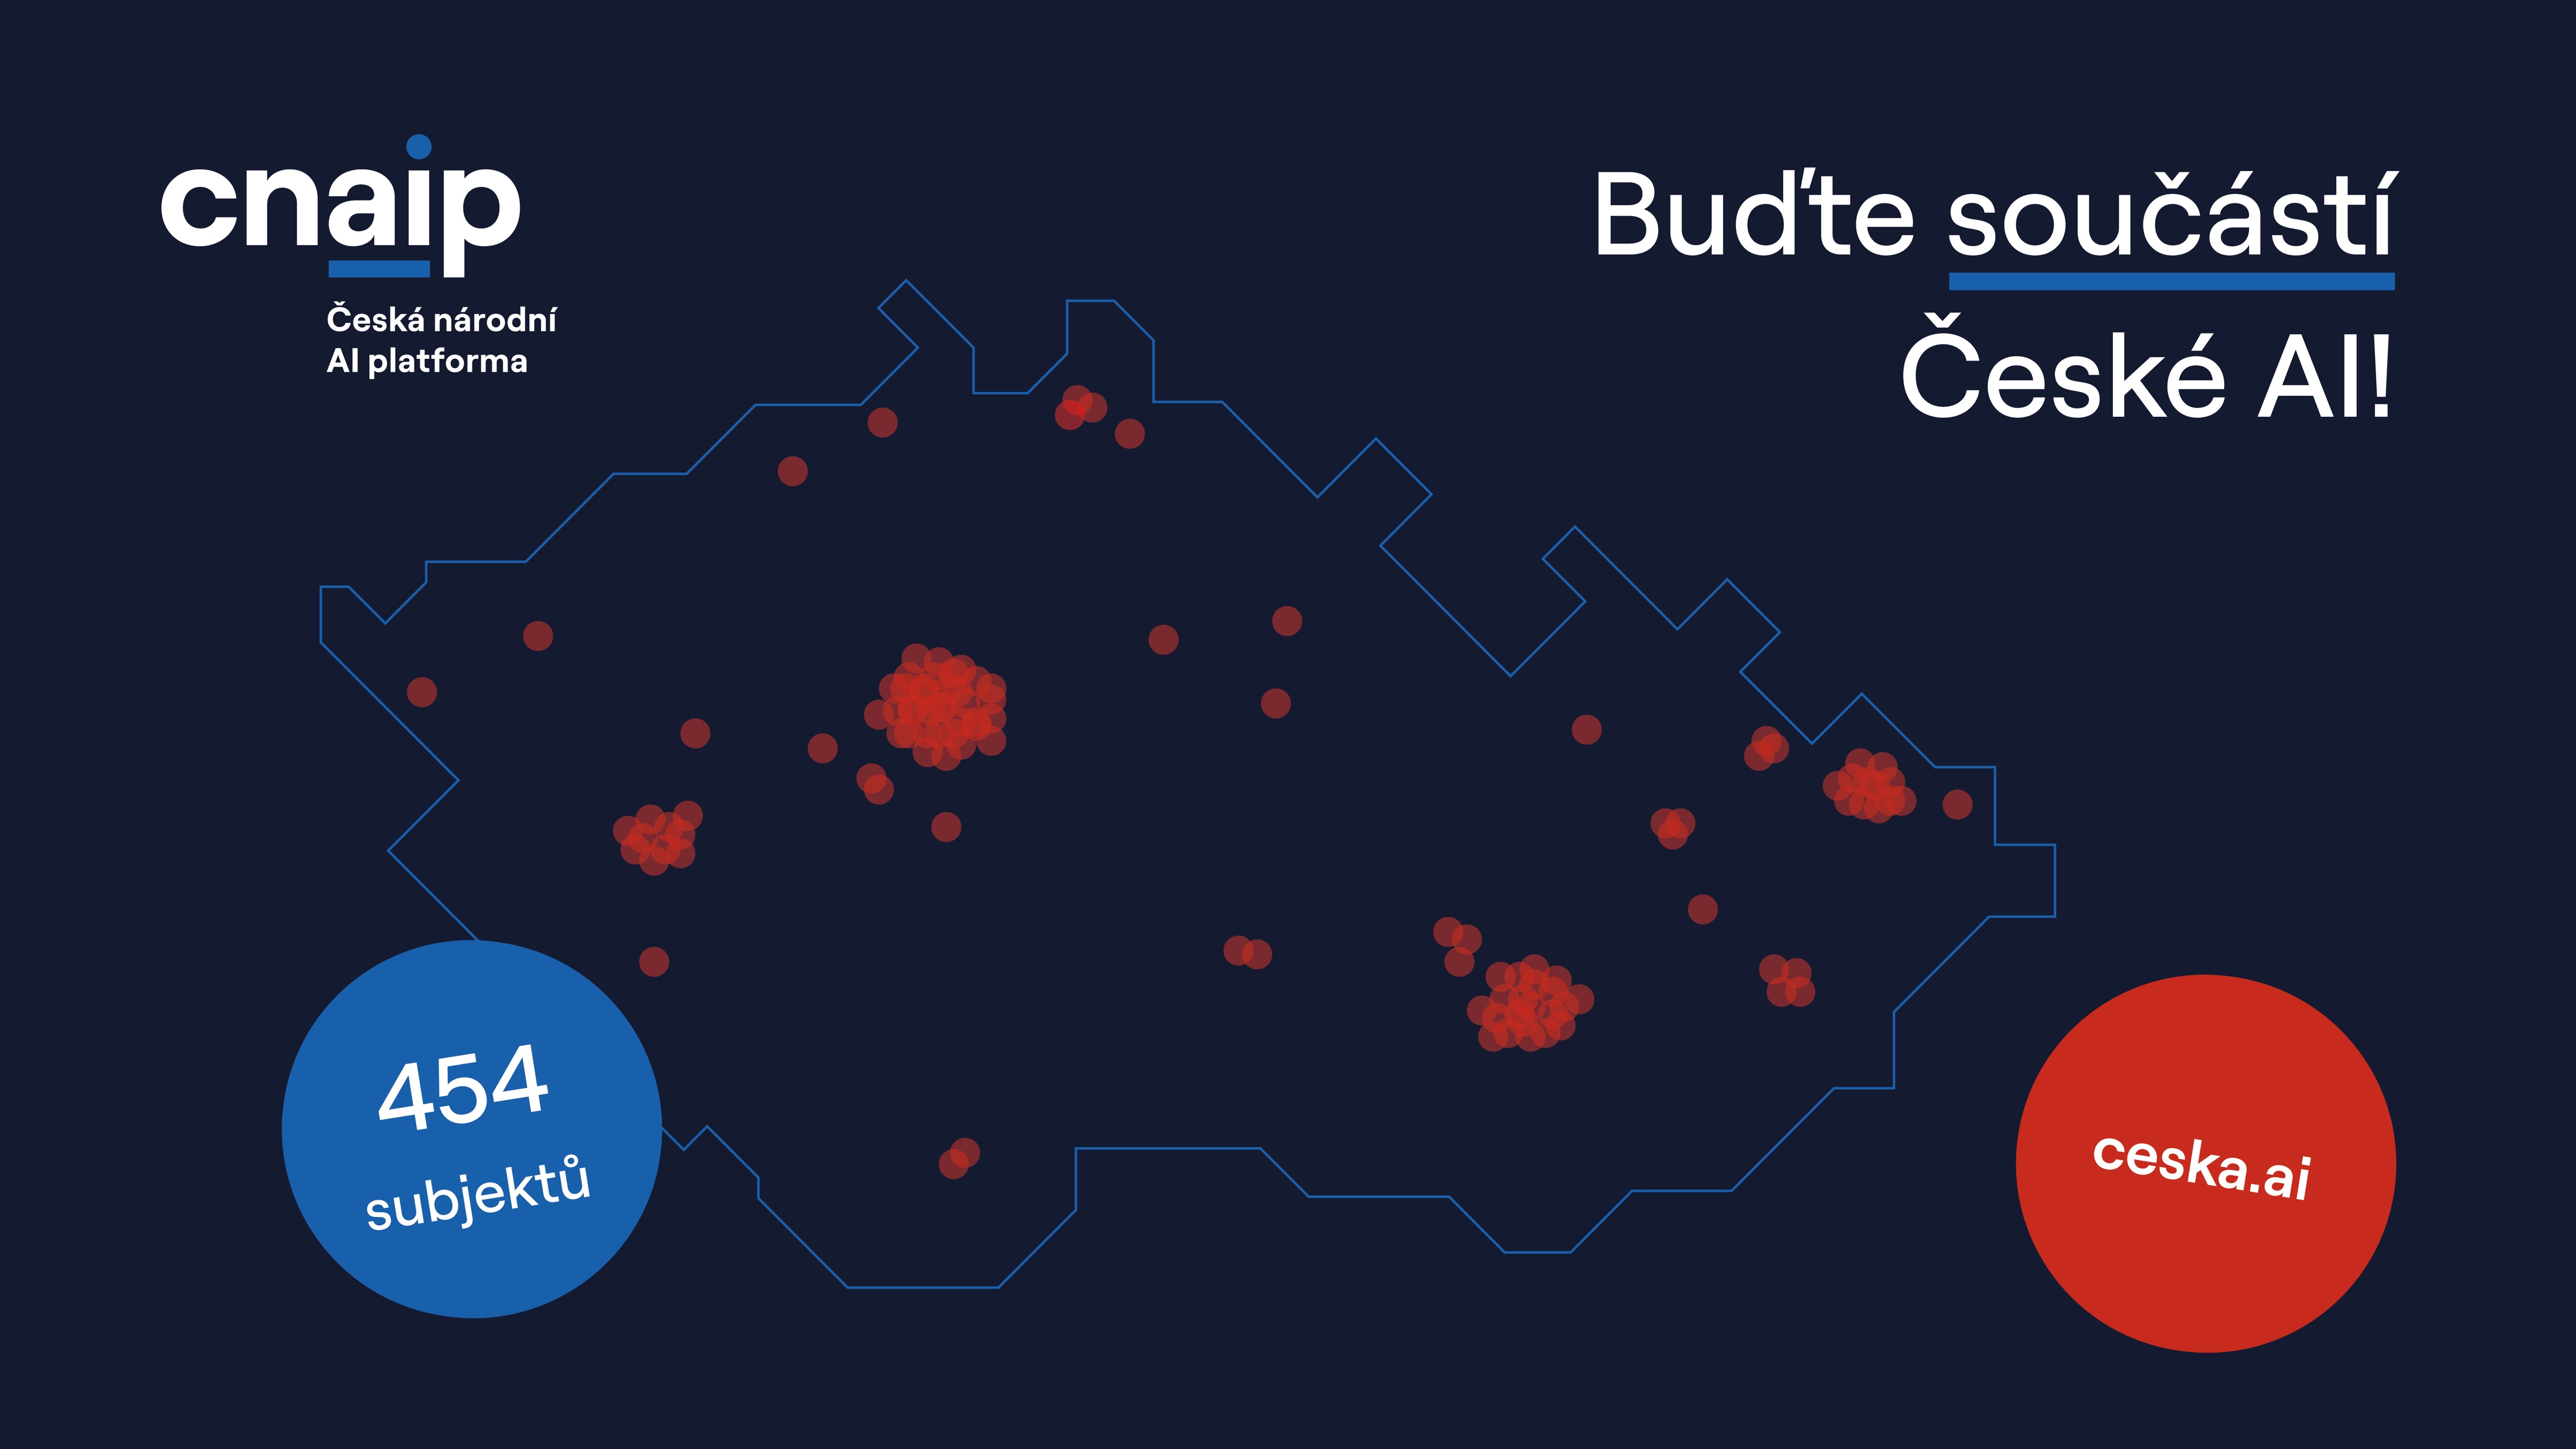 cnaip
Česká národní
AI platforma
Buďte součástí
České AI!
454
subjektů
ceska.ai